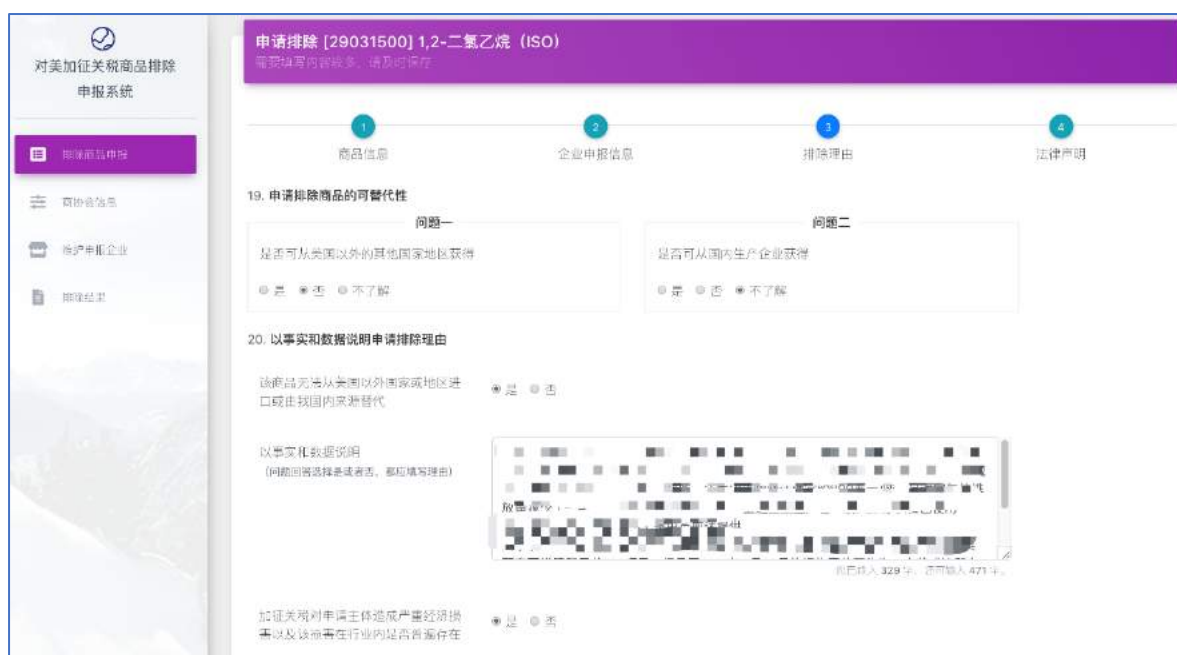 对美加征关税商品排除
申报系统
排除商品申报
商协会信息
维护申报企业
排除结果
申请排除 [29031500] 1,2-二氯乙烷（ISO）
需要填写内容较多，请及时保存
1
2
3
4
商品信息
企业申报信息
排除理由
法律声明
19. 申请排除商品的可替代性
问题一
是否可从美国以外的其他国家地区获得
是 否 不了解
问题二
是否可从国内生产企业获得
是 否 不了解
20. 以事实和数据说明申请排除理由
该商品无法从美国以外国家或地区进
口或由我国内来源替代
是 否
以事实和数据说明
（问题回答选择是或者否，都应填写理由）
您已输入 329 字，还可输入 471 字。
加征关税对申请主体造成严重经济损
害以及该损害在行业内是否普遍存在
是 否